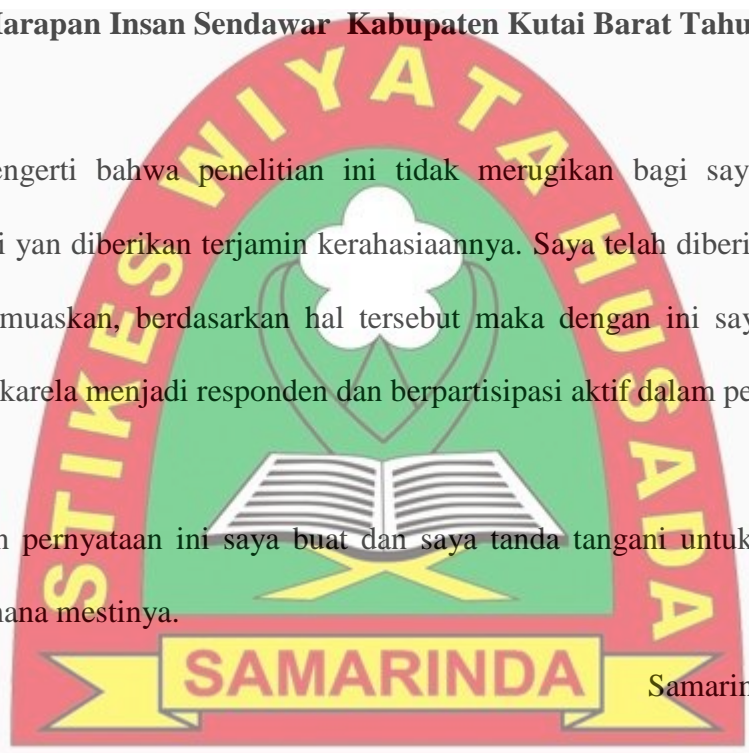 Harapan Insan Sendawar Kabupaten Kutai Barat Tahu
engerti bahwa penelitian ini tidak merugikan bagi say
i yan diberikan terjamin kerahasiaannya. Saya telah diberi
muaskan, berdasarkan hal tersebut maka dengan ini say
karela menjadi responden dan berpartisipasi aktif dalam pe
n pernyataan ini saya buat dan saya tanda tangani untuk
mana mestinya.
Samarin
STIKES WIYATA HUSADA
SAMARINDA